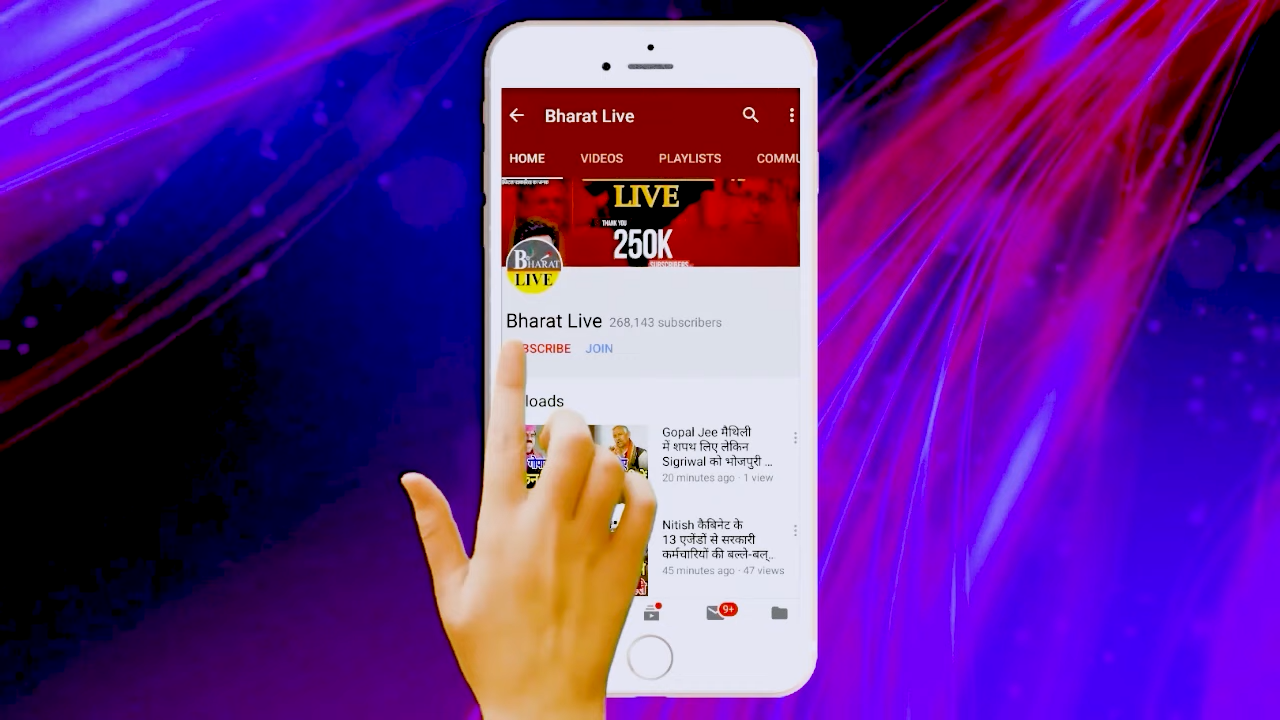 Bharat Live
HOME VIDEOS PLAYLISTS COMMU
LIVE
THANK YOU
250K
SUBSCRIBERS
BHARAT
LIVE
Bharat Live 268,143 subscribers
BSCRIBE JOIN
loads
Gopal Jee मैथिली
में शपथ लिए लेकिन
Sigriwal को भोजपुरी ...
20 minutes ago · 1 view
Nitish कैबिनेट के
13 एजेंडों से सरकारी
कर्मचारियों की बल्ले-बल्..
45 minutes ago · 47 views
9+